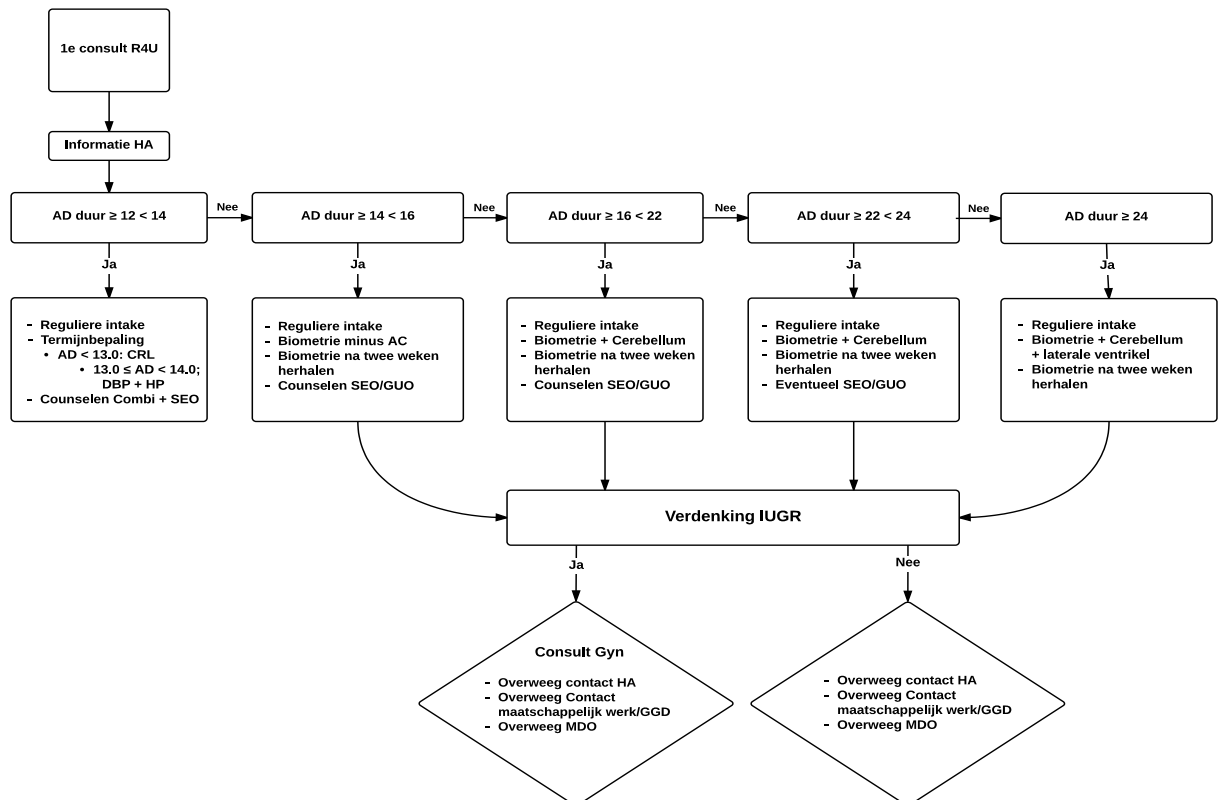 1e consult R4U
Informatie HA
AD duur ≥ 12 < 14
Nee
AD duur ≥ 14 < 16
Nee
AD duur ≥ 16 < 22
Nee
AD duur ≥ 22 < 24
Nee
AD duur ≥ 24
Ja
Ja
Ja
Ja
Ja
- Reguliere intake
- Termijnbepaling
• AD < 13.0: CRL
• 13.0 ≤ AD < 14.0;
DBP + HP
- Counselen Combi + SEO
- Reguliere intake
- Biometrie minus AC
- Biometrie na twee weken
herhalen
- Counselen SEO/GUO
- Reguliere intake
- Biometrie + Cerebellum
- Biometrie na twee weken
herhalen
- Counselen SEO/GUO
- Reguliere intake
- Biometrie + Cerebellum
- Biometrie na twee weken
herhalen
- Eventueel SEO/GUO
- Reguliere intake
- Biometrie + Cerebellum
+ laterale ventrikel
- Biometrie na twee weken
herhalen
Verdenking IUGR
Ja
Nee
Consult Gyn
- Overweeg contact HA
- Overweeg Contact
maatschappelijk werk/GGD
- Overweeg MDO
- Overweeg contact HA
- Overweeg Contact
maatschappelijk werk/GGD
- Overweeg MDO